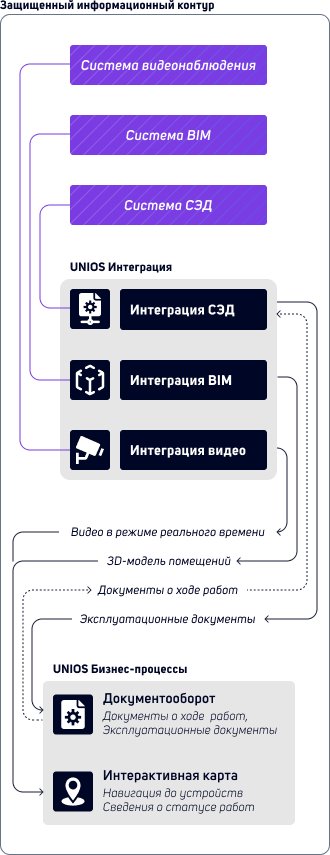 Защищенный информационный контур
Система видеонаблюдения
Система BIM
Система СЭД
UNIOS Интеграция
Интеграция СЭД
Интеграция BIM
Интеграция видео
Видео в режиме реального времени
3D-модель помещений
Документы о ходе работ
Эксплуатационные документы
UNIOS Бизнес-процессы
Документооборот
Документы о ходе работ,
Эксплуатационные документы
Интерактивная карта
Навигация до устройств
Сведения о статусе работ